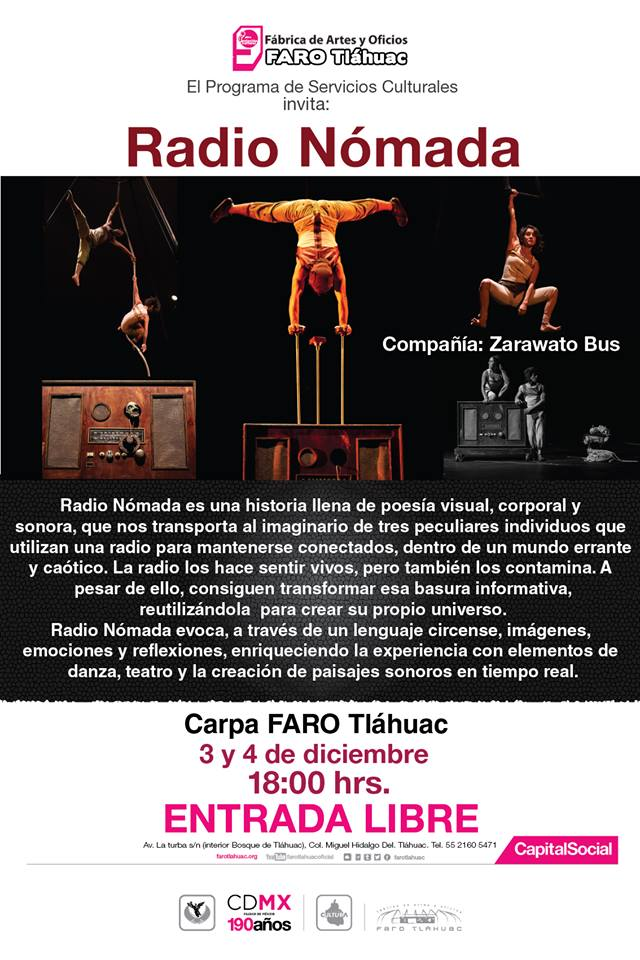 Fábrica de Artes y Oficios
FARO Tláhuac
El Programa de Servicios Culturales
invita:
Radio Nómada
Compañía: Zarawato Bus
Radio Nómada es una historia llena de poesía visual, corporal y
sonora, que nos transporta al imaginario de tres peculiares individuos que
utilizan una radio para mantenerse conectados, dentro de un mundo errante
y caótico. La radio los hace sentir vivos, pero también los contamina. A
pesar de ello, consiguen transformar esa basura informativa,
reutilizándola para crear su propio universo.
Radio Nómada evoca, a través de un lenguaje circense, imágenes,
emociones y reflexiones, enriqueciendo la experiencia con elementos de
danza, teatro y la creación de paisajes sonoros en tiempo real.
Carpa FARO Tláhuac
3 y 4 de diciembre
18:00 hrs.
ENTRADA LIBRE
Av. La turba s/n (interior Bosque de Tláhuac), Col. Miguel Hidalgo Del. Tláhuac. Tel. 55 2160 5471
farotlahuac.org YouTube farotlahuacoficial farotlahuac
CapitalSocial
CDMX
CIUDAD DE MÉXICO
190años
CULTURA
FARO TLÁHUAC